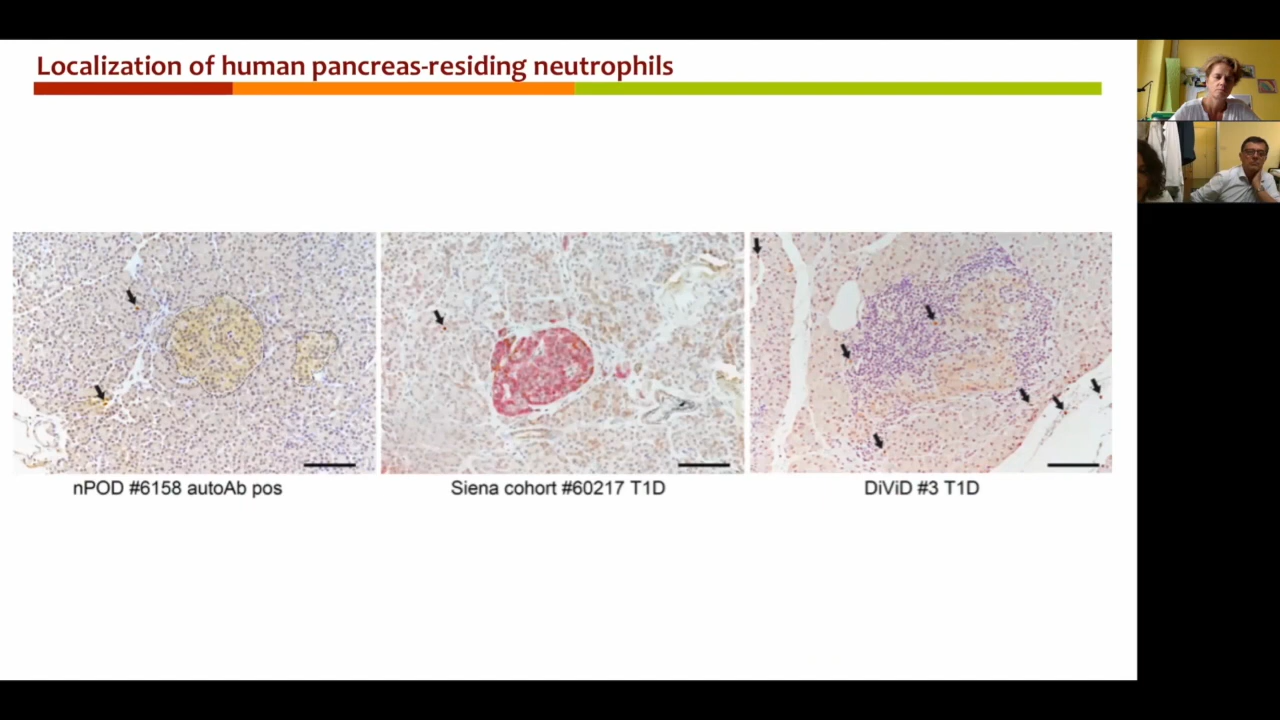 Localization of human pancreas-residing neutrophils
nPOD #6158 autoAb pos
Siena cohort #60217 T1D
DiViD #3 T1D